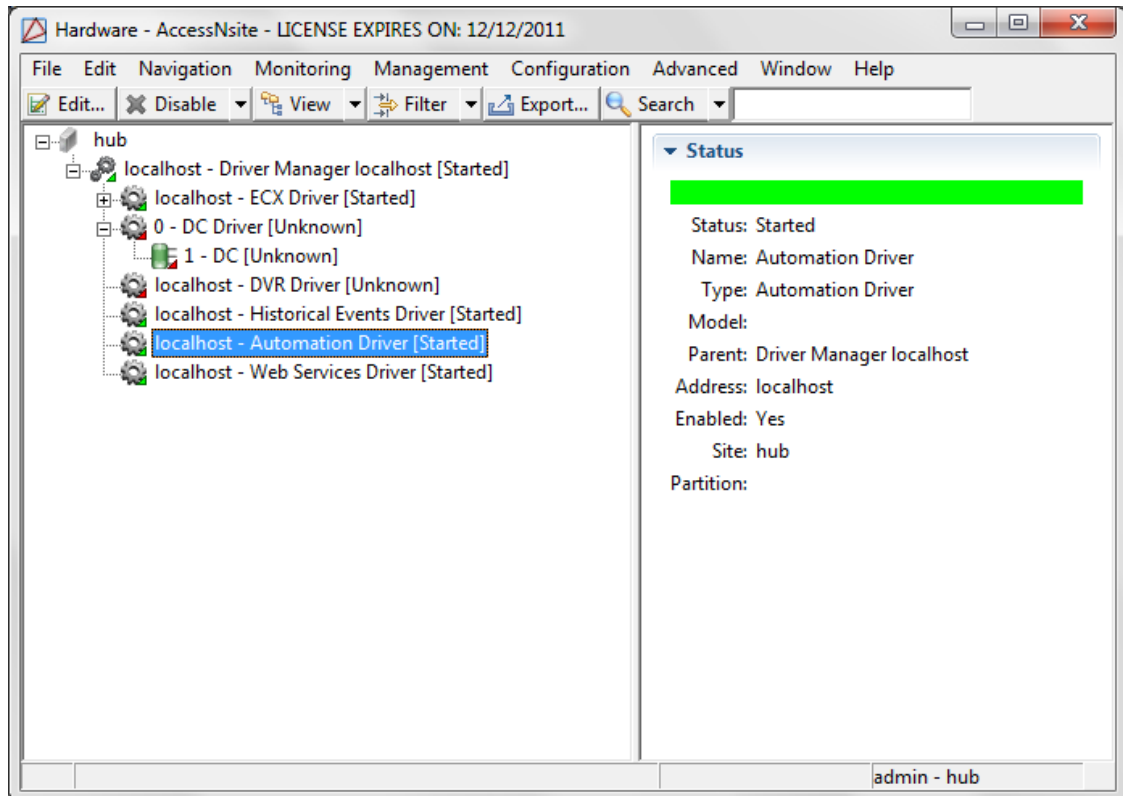 Hardware - AccessNsite - LICENSE EXPIRES ON: 12/12/2011
File Edit Navigation Monitoring Management Configuration Advanced Window Help
Edit... Disable View Filter Export... Search
hub
localhost - Driver Manager localhost [Started]
localhost - ECX Driver [Started]
0 - DC Driver [Unknown]
1 - DC [Unknown]
localhost - DVR Driver [Unknown]
localhost - Historical Events Driver [Started]
localhost - Automation Driver [Started]
localhost - Web Services Driver [Started]
Status
Status: Started
Name: Automation Driver
Type: Automation Driver
Model:
Parent: Driver Manager localhost
Address: localhost
Enabled: Yes
Site: hub
Partition:
admin - hub